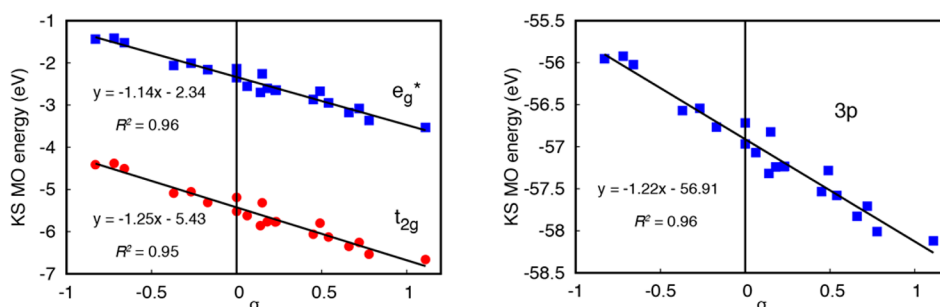 KS MO energy (eV)
-1
-2
-3
-4
-5
-6
-7
y = -1.14x - 2.34
R² = 0.96
eg*
y = -1.25x - 5.43
R² = 0.95
t2g
-1
-0.5
0
0.5
1
KS MO energy (eV)
-55.5
-56
-56.5
-57
-57.5
-58
-58.5
3p
y = -1.22x - 56.91
R² = 0.96
-1
-0.5
0
0.5
1